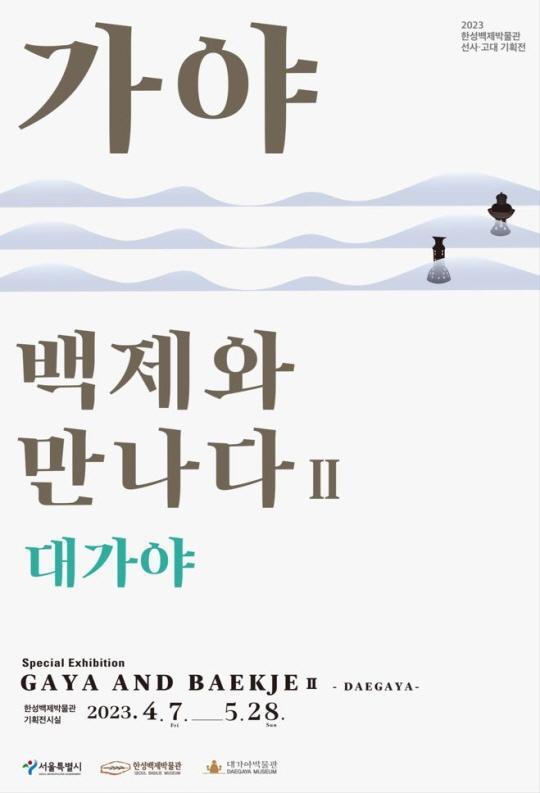 가야
2023
한성백제박물관
선사·고대 기획전
백제와
만나다 II
대가야
Special Exhibition
GAYA AND BAEKJE II - DAEGAYA-
한성백제박물관
기획전시실
2023. 4. 7. 5. 28.
Fri Sun
서울특별시
SEOUL METROPOLITAN GOVERNMENT
한성백제박물관
SEOUL BAEKJE MUSEUM
대가야박물관
DAEGAYA MUSEUM